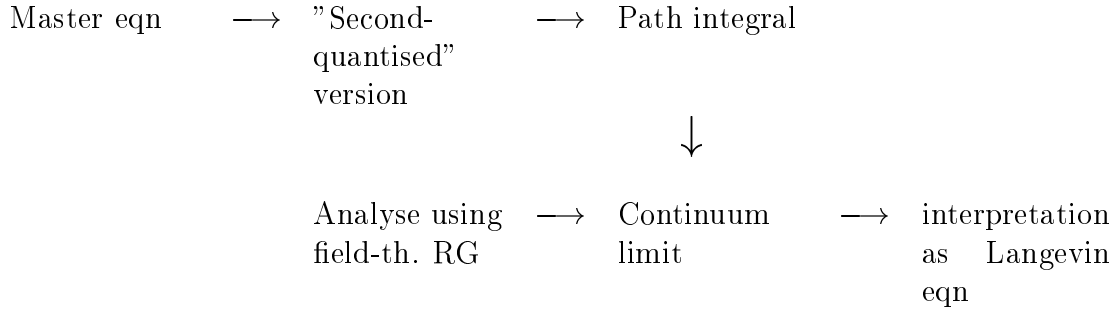 Master eqn ⟶ ”Second- ⟶ Path integral
quantised”
version
↓
Analyse using ⟶ Continuum ⟶ interpretation
field-th. RG limit as Langevin
eqn